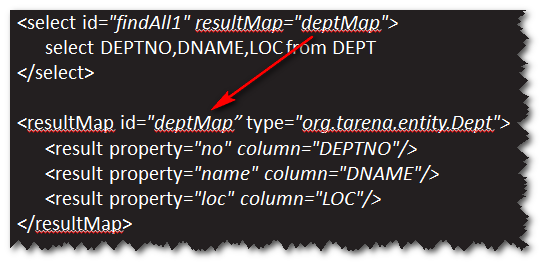 <select id="findAll1" resultMap="deptMap">
select DEPTNO,DNAME,LOC from DEPT
</select>
<resultMap id="deptMap” type="org.tarena.entity.Dept">
<result property="no" column="DEPTNO"/>
<result property="name" column="DNAME"/>
<result property="loc" column="LOC"/>
</resultMap>